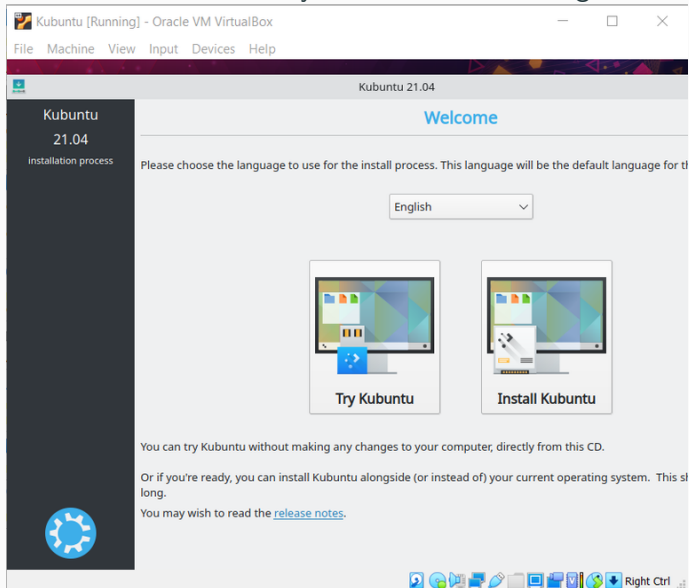 Kubuntu [Running] - Oracle VM VirtualBox
File Machine View Input Devices Help
Kubuntu 21.04
Kubuntu
21.04
installation process
Welcome
Please choose the language to use for the install process. This language will be the default language for
English
Try Kubuntu
Install Kubuntu
You can try Kubuntu without making any changes to your computer, directly from this CD.
Or if you're ready, you can install Kubuntu alongside (or instead of) your current operating system. This
long.
You may wish to read the release notes.
Right Ctrl